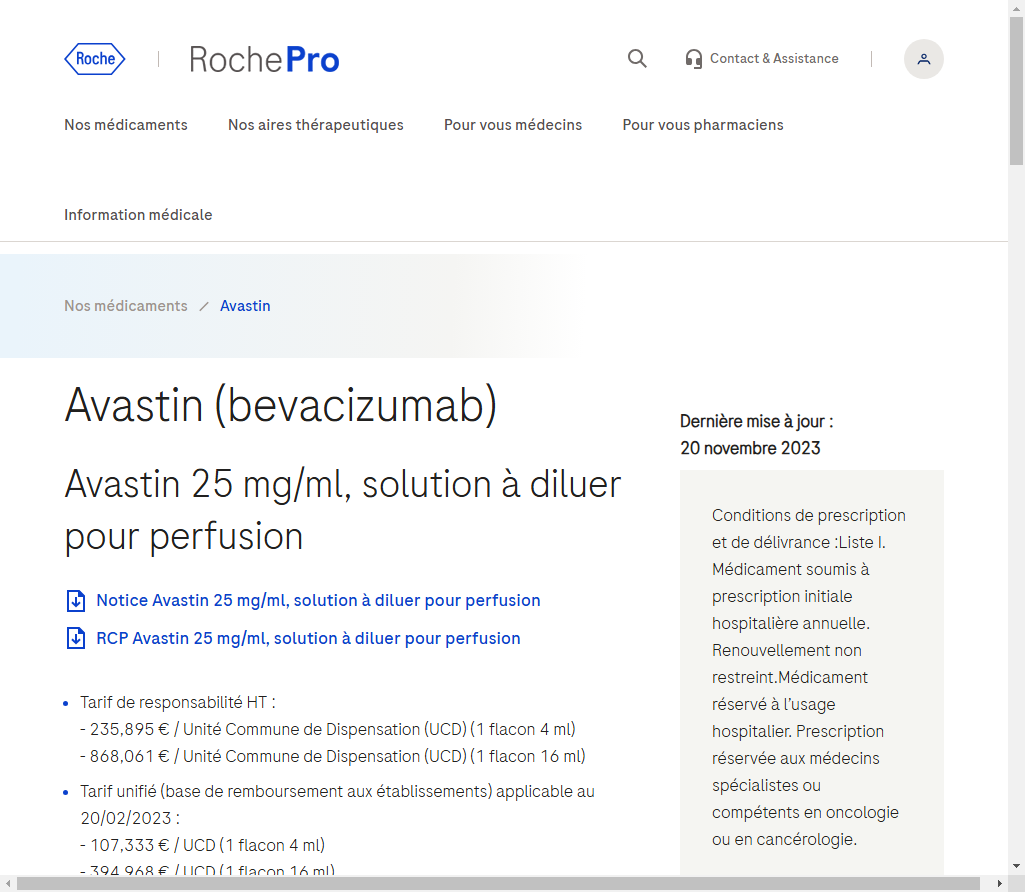 Roche
RochePro
Contact & Assistance
Nos médicaments
Nos aires thérapeutiques
Pour vous médecins
Pour vous pharmaciens
Information médicale
Nos médicaments / Avastin
Avastin (bevacizumab)
Avastin 25 mg/ml, solution à diluer
pour perfusion
Notice Avastin 25 mg/ml, solution à diluer pour perfusion
RCP Avastin 25 mg/ml, solution à diluer pour perfusion
• Tarif de responsabilité HT :
- 235,895 € / Unité Commune de Dispensation (UCD) (1 flacon 4 ml)
- 868,061 € / Unité Commune de Dispensation (UCD) (1 flacon 16 ml)
• Tarif unifié (base de remboursement aux établissements) applicable au
20/02/2023 :
- 107,333 € / UCD (1 flacon 4 ml)
- 394,968 € / UCD (1 flacon 16 ml)
Dernière mise à jour :
20 novembre 2023
Conditions de prescription
et de délivrance :Liste I.
Médicament soumis à
prescription initiale
hospitalière annuelle.
Renouvellement non
restreint.Médicament
réservé à l’usage
hospitalier. Prescription
réservée aux médecins
spécialistes ou
compétents en oncologie
ou en cancérologie.